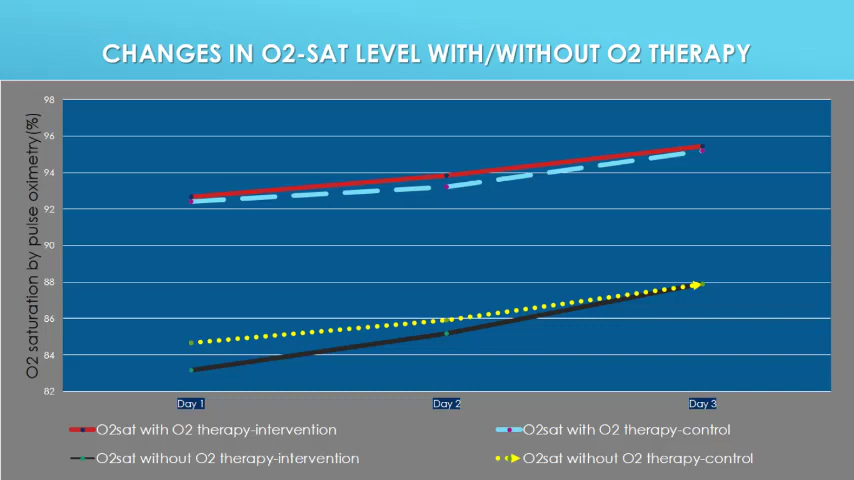 CHANGES IN O2-SAT LEVEL WITH/WITHOUT O2 THERAPY
O2 saturation by pulse oximetry(%)
98
96
94
92
90
88
86
84
82
Day 1 Day 2 Day 3
O2sat with O2 therapy-intervention O2sat with O2 therapy-control
O2sat without O2 therapy-intervention O2sat without O2 therapy-control